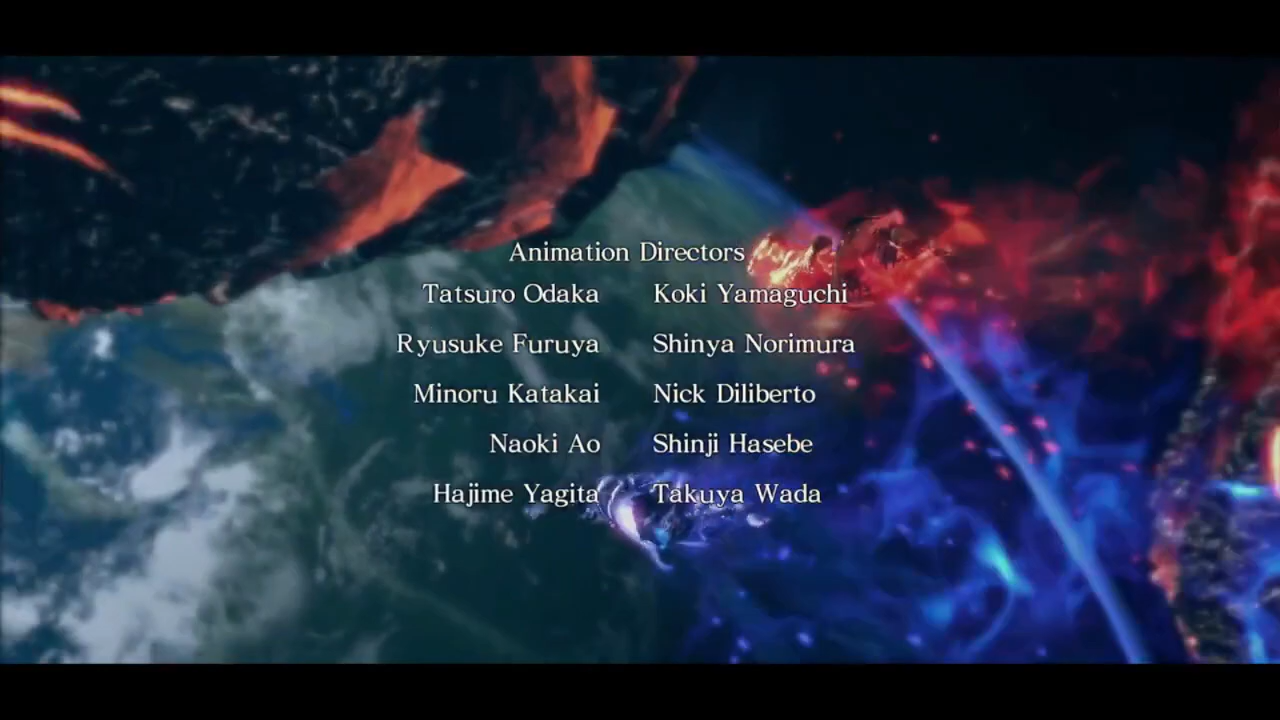 Animation Directors
Tatsuro Odaka Koki Yamaguchi
Ryusuke Furuya Shinya Norimura
Minoru Katakai Nick Diliberto
Naoki Ao Shinji Hasebe
Hajime Yagita Takuya Wada